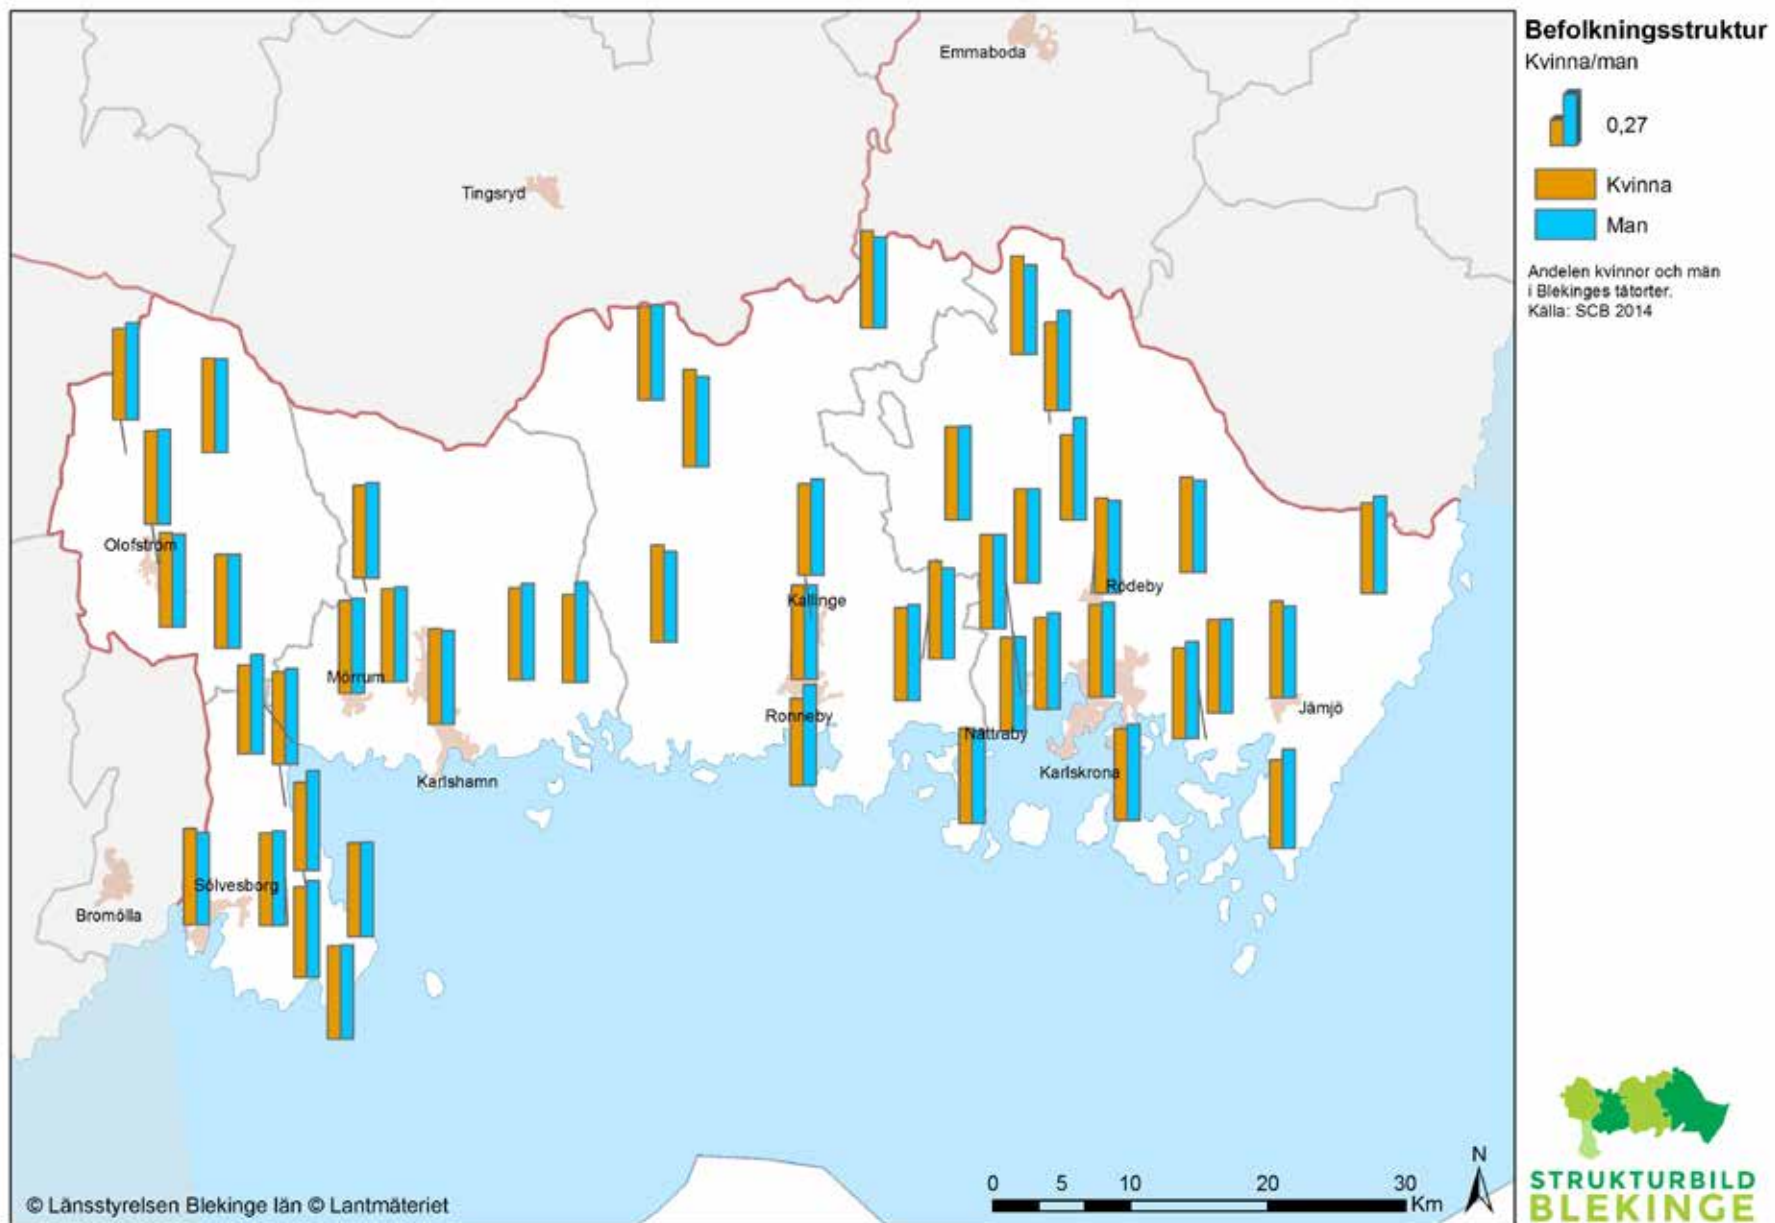 Befolkningsstruktur
Kvinna/man
0,27
Kvinna
Man
Andelen kvinnor och män
i Blekinges tätorter.
Källa: SCB 2014
Emmaboda
Tingsryd
Olofström
Kallinge
Rödeby
Mörrum
Ronneby
Nättraby
Jämjö
Karlshamn
Karlskrona
Sölvesborg
Bromölla
© Länsstyrelsen Blekinge län © Lantmäteriet
0 5 10 20 30
Km
N
STRUKTURBILD
BLEKINGE